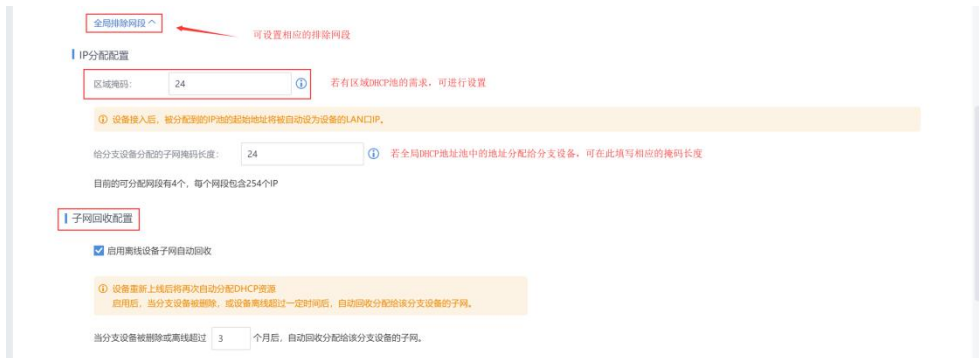 全局排除网段
可设置相应的排除网段
IP分配配置
区域掩码: 24 若有区域DHCP池的需求，可进行设置
设备接入后，被分配到的IP池的起始地址将被自动设为设备的LAN口IP。
给分支设备分配的子网掩码长度: 24 若全局DHCP地址池中的地址分配给分支设备，可在此填写相应的掩码长度
目前的可分配网段有4个，每个网段包含254个IP
子网回收配置
启用离线设备子网自动回收
设备重新上线后将再次自动分配DHCP资源
启用后，当分支设备被删除，或设备离线超过一定时间后，自动回收分配给该分支设备的子网。
当分支设备被删除或离线超过 3 个月后，自动回收分配给该分支设备的子网。